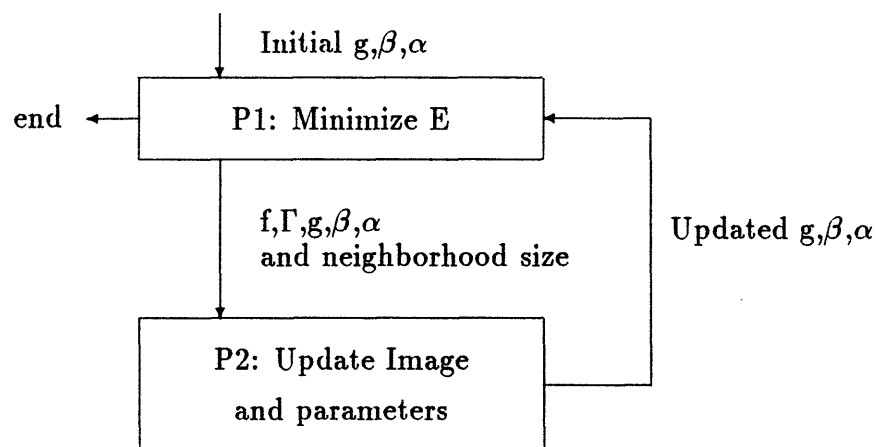 Initial g,β,α
end
P1: Minimize E
f,Γ,g,β,α
and neighborhood size
Updated g,β,α
P2: Update Image
and parameters